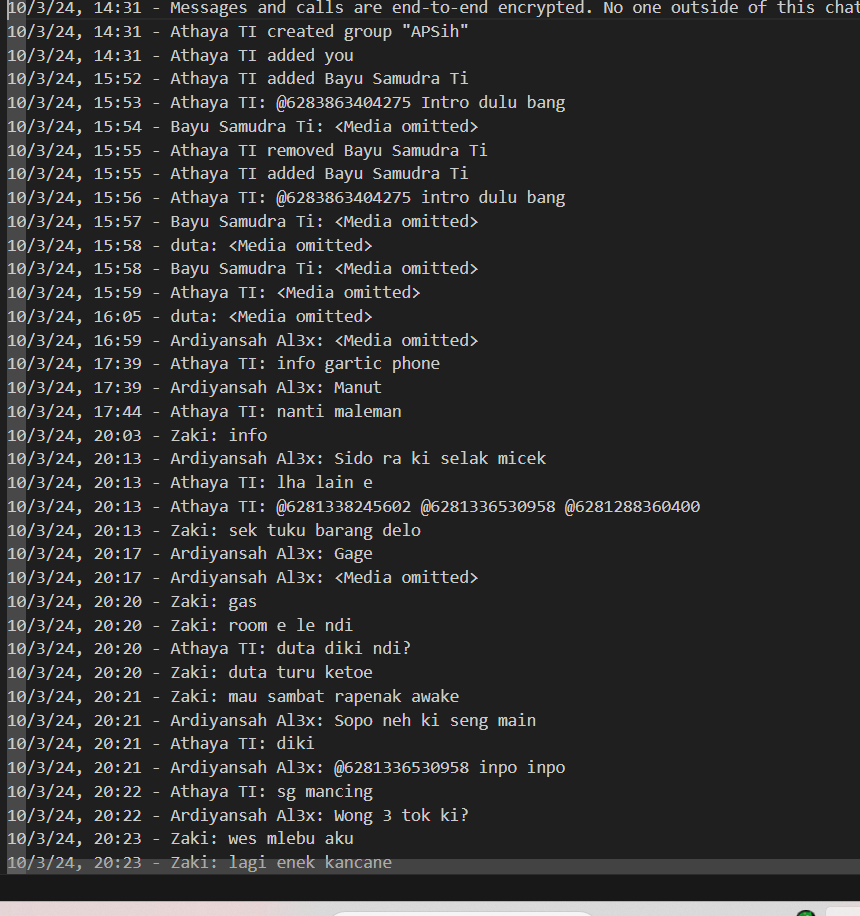 10/3/24, 14:31 - Messages and calls are end-to-end encrypted. No one outside of this chat
10/3/24, 14:31 - Athaya TI created group "APSih"
10/3/24, 14:31 - Athaya TI added you
10/3/24, 15:52 - Athaya TI added Bayu Samudra Ti
10/3/24, 15:53 - Athaya TI: @6283863404275 Intro dulu bang
10/3/24, 15:54 - Bayu Samudra Ti: <Media omitted>
10/3/24, 15:55 - Athaya TI removed Bayu Samudra Ti
10/3/24, 15:55 - Athaya TI added Bayu Samudra Ti
10/3/24, 15:56 - Athaya TI: @6283863404275 intro dulu bang
10/3/24, 15:57 - Bayu Samudra Ti: <Media omitted>
10/3/24, 15:58 - duta: <Media omitted>
10/3/24, 15:58 - Bayu Samudra Ti: <Media omitted>
10/3/24, 15:59 - Athaya TI: <Media omitted>
10/3/24, 16:05 - duta: <Media omitted>
10/3/24, 16:59 - Ardiyansah Al3x: <Media omitted>
10/3/24, 17:39 - Athaya TI: info gartic phone
10/3/24, 17:39 - Ardiyansah Al3x: Manut
10/3/24, 17:44 - Athaya TI: nanti maleman
10/3/24, 20:03 - Zaki: info
10/3/24, 20:13 - Ardiyansah Al3x: Sido ra ki selak micek
10/3/24, 20:13 - Athaya TI: lha lain e
10/3/24, 20:13 - Athaya TI: @6281338245602 @6281336530958 @6281288360400
10/3/24, 20:13 - Zaki: sek tuku barang delo
10/3/24, 20:17 - Ardiyansah Al3x: Gage
10/3/24, 20:17 - Ardiyansah Al3x: <Media omitted>
10/3/24, 20:20 - Zaki: gas
10/3/24, 20:20 - Zaki: room e le ndi
10/3/24, 20:20 - Athaya TI: duta diki ndi?
10/3/24, 20:20 - Zaki: duta turu ketoe
10/3/24, 20:21 - Zaki: mau sambat rapenak awake
10/3/24, 20:21 - Ardiyansah Al3x: Sopo neh ki seng main
10/3/24, 20:21 - Athaya TI: diki
10/3/24, 20:21 - Ardiyansah Al3x: @6281336530958 inpo inpo
10/3/24, 20:22 - Athaya TI: sg mancing
10/3/24, 20:22 - Ardiyansah Al3x: Wong 3 tok ki?
10/3/24, 20:23 - Zaki: wes mlebu aku
10/3/24, 20:23 - Zaki: lagi enek kancane